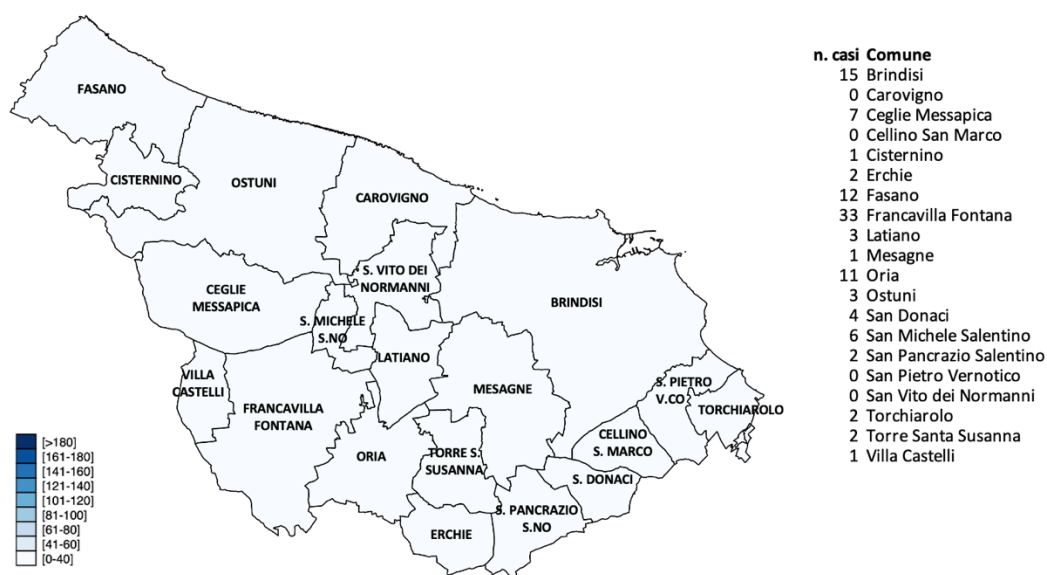 FASANO
CISTERNINO
OSTUNI
CAROVIGNO
S. VITO DEI
NORMANNI
CEGLIE
MESSAPICA
S. MICHELE
S.NO
BRINDISI
LATIANO
VILLA
CASTELLI
FRANCAVILLA
FONTANA
MESAGNE
S. PIETRO
V.CO
TORCHIAROLO
CELLINO
S. MARCO
ORIA
TORRE S.
SUSANNA
S. DONACI
S. PANCRAZIO
S.NO
ERCHIE
[>180]
[161-180]
[141-160]
[121-140]
[101-120]
[81-100]
[61-80]
[41-60]
[0-40]
n. casi Comune
15 Brindisi
0 Carovigno
7 Ceglie Messapica
0 Cellino San Marco
1 Cisternino
2 Erchie
12 Fasano
33 Francavilla Fontana
3 Latiano
1 Mesagne
11 Oria
3 Ostuni
4 San Donaci
6 San Michele Salentino
2 San Pancrazio Salentino
0 San Pietro Vernotico
0 San Vito dei Normanni
2 Torchiarolo
2 Torre Santa Susanna
1 Villa Castelli